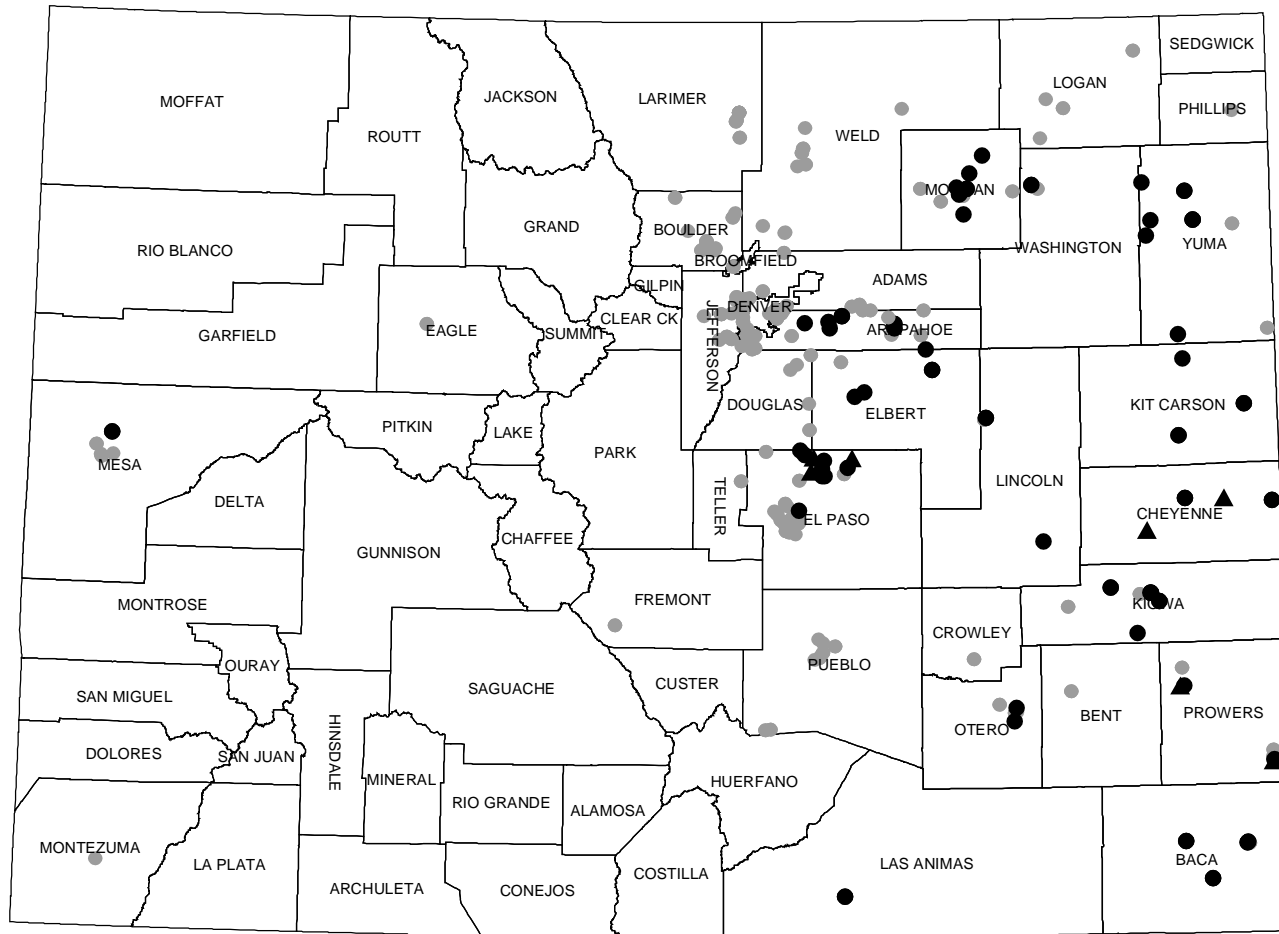 SEDGWICK
LOGAN
JACKSON
MOFFAT
LARIMER
PHILLIPS
ROUTT
WELD
MORGAN
BOULDER
GRAND
YUMA
WASHINGTON
RIO BLANCO
BROOMFIELD
ADAMS
GILPIN
DENVER
CLEAR CK
EAGLE
SUMMIT
ARAPAHOE
GARFIELD
JEFFERSON
DOUGLAS
KIT CARSON
ELBERT
PITKIN
LAKE
PARK
MESA
LINCOLN
DELTA
TELLER
CHEYENNE
EL PASO
CHAFFEE
GUNNISON
FREMONT
MONTROSE
KIOWA
CROWLEY
OURAY
PUEBLO
CUSTER
SAGUACHE
SAN MIGUEL
PROWERS
BENT
OTERO
HINSDALE
DOLORES
SAN JUAN
MINERAL
HUERFANO
RIO GRANDE
ALAMOSA
MONTEZUMA
BACA
LAS ANIMAS
LA PLATA
COSTILLA
ARCHULETA
CONEJOS